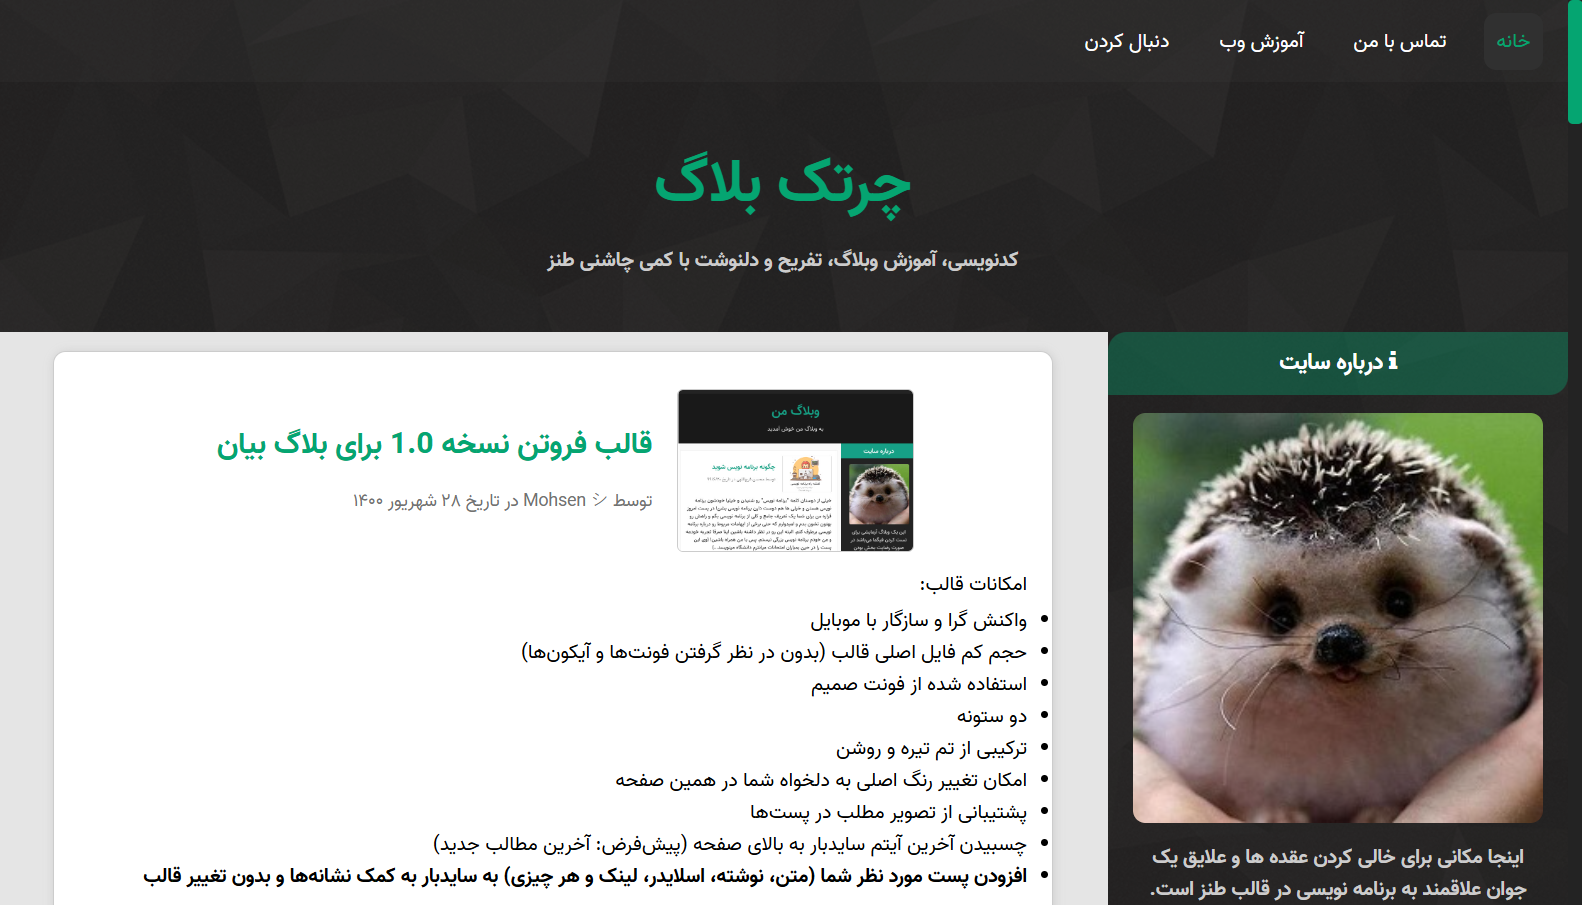 خانه
تماس با من
آموزش وب
دنبال کردن
چرتک بلاگ
کدنویسی، آموزش وبلاگ، تفریح و دلنوشت با کمی چاشنی طنز
درباره سایت
اینجا مکانی برای خالی کردن عقده ها و علایق یک
جوان علاقمند به برنامه نویسی در قالب طنز است.
وبلاگ من
به وبلاگ من خوش آمدید
درباره سایت
چگونه برنامه نویس شوید
قالب فروتن نسخه 1.0 برای بلاگ بیان
توسط Mohsen シ در تاریخ ۲۸ شهریور ۱۴۰۰
امکانات قالب:
واکنش گرا و سازگار با موبایل
حجم کم فایل اصلی قالب (بدون در نظر گرفتن فونت‌ها و آیکون‌ها)
استفاده شده از فونت صمیم
دو ستونه
ترکیبی از تم تیره و روشن
امکان تغییر رنگ اصلی به دلخواه شما در همین صفحه
پشتیبانی از تصویر مطلب در پست‌ها
چسبیدن آخرین آیتم سایدبار به بالای صفحه (پیش‌فرض: آخرین مطالب جدید)
افزودن پست مورد نظر شما (متن، نوشته، اسلایدر، لینک و هر چیزی) به سایدبار به کمک نشانه‌ها و بدون تغییر قالب